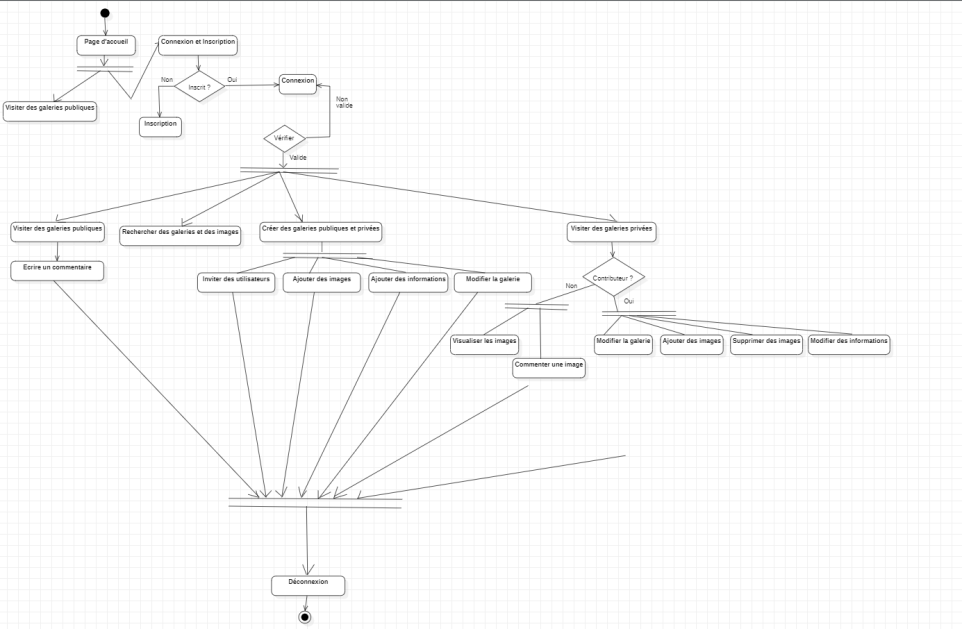 Page d'accueil
Connexion et Inscription
Non
Oui
Inscrit ?
Connexion
Visiter des galeries publiques
Non
valide
Inscription
Vérifier
Valide
Visiter des galeries publiques
Rechercher des galeries et des images
Créer des galeries publiques et privées
Visiter des galeries privées
Ecrire un commentaire
Inviter des utilisateurs
Ajouter des images
Ajouter des informations
Modifier la galerie
Contributeur ?
Non
Oui
Visualiser les images
Modifier la galerie
Ajouter des images
Supprimer des images
Modifier des informations
Commenter une image
Déconnexion